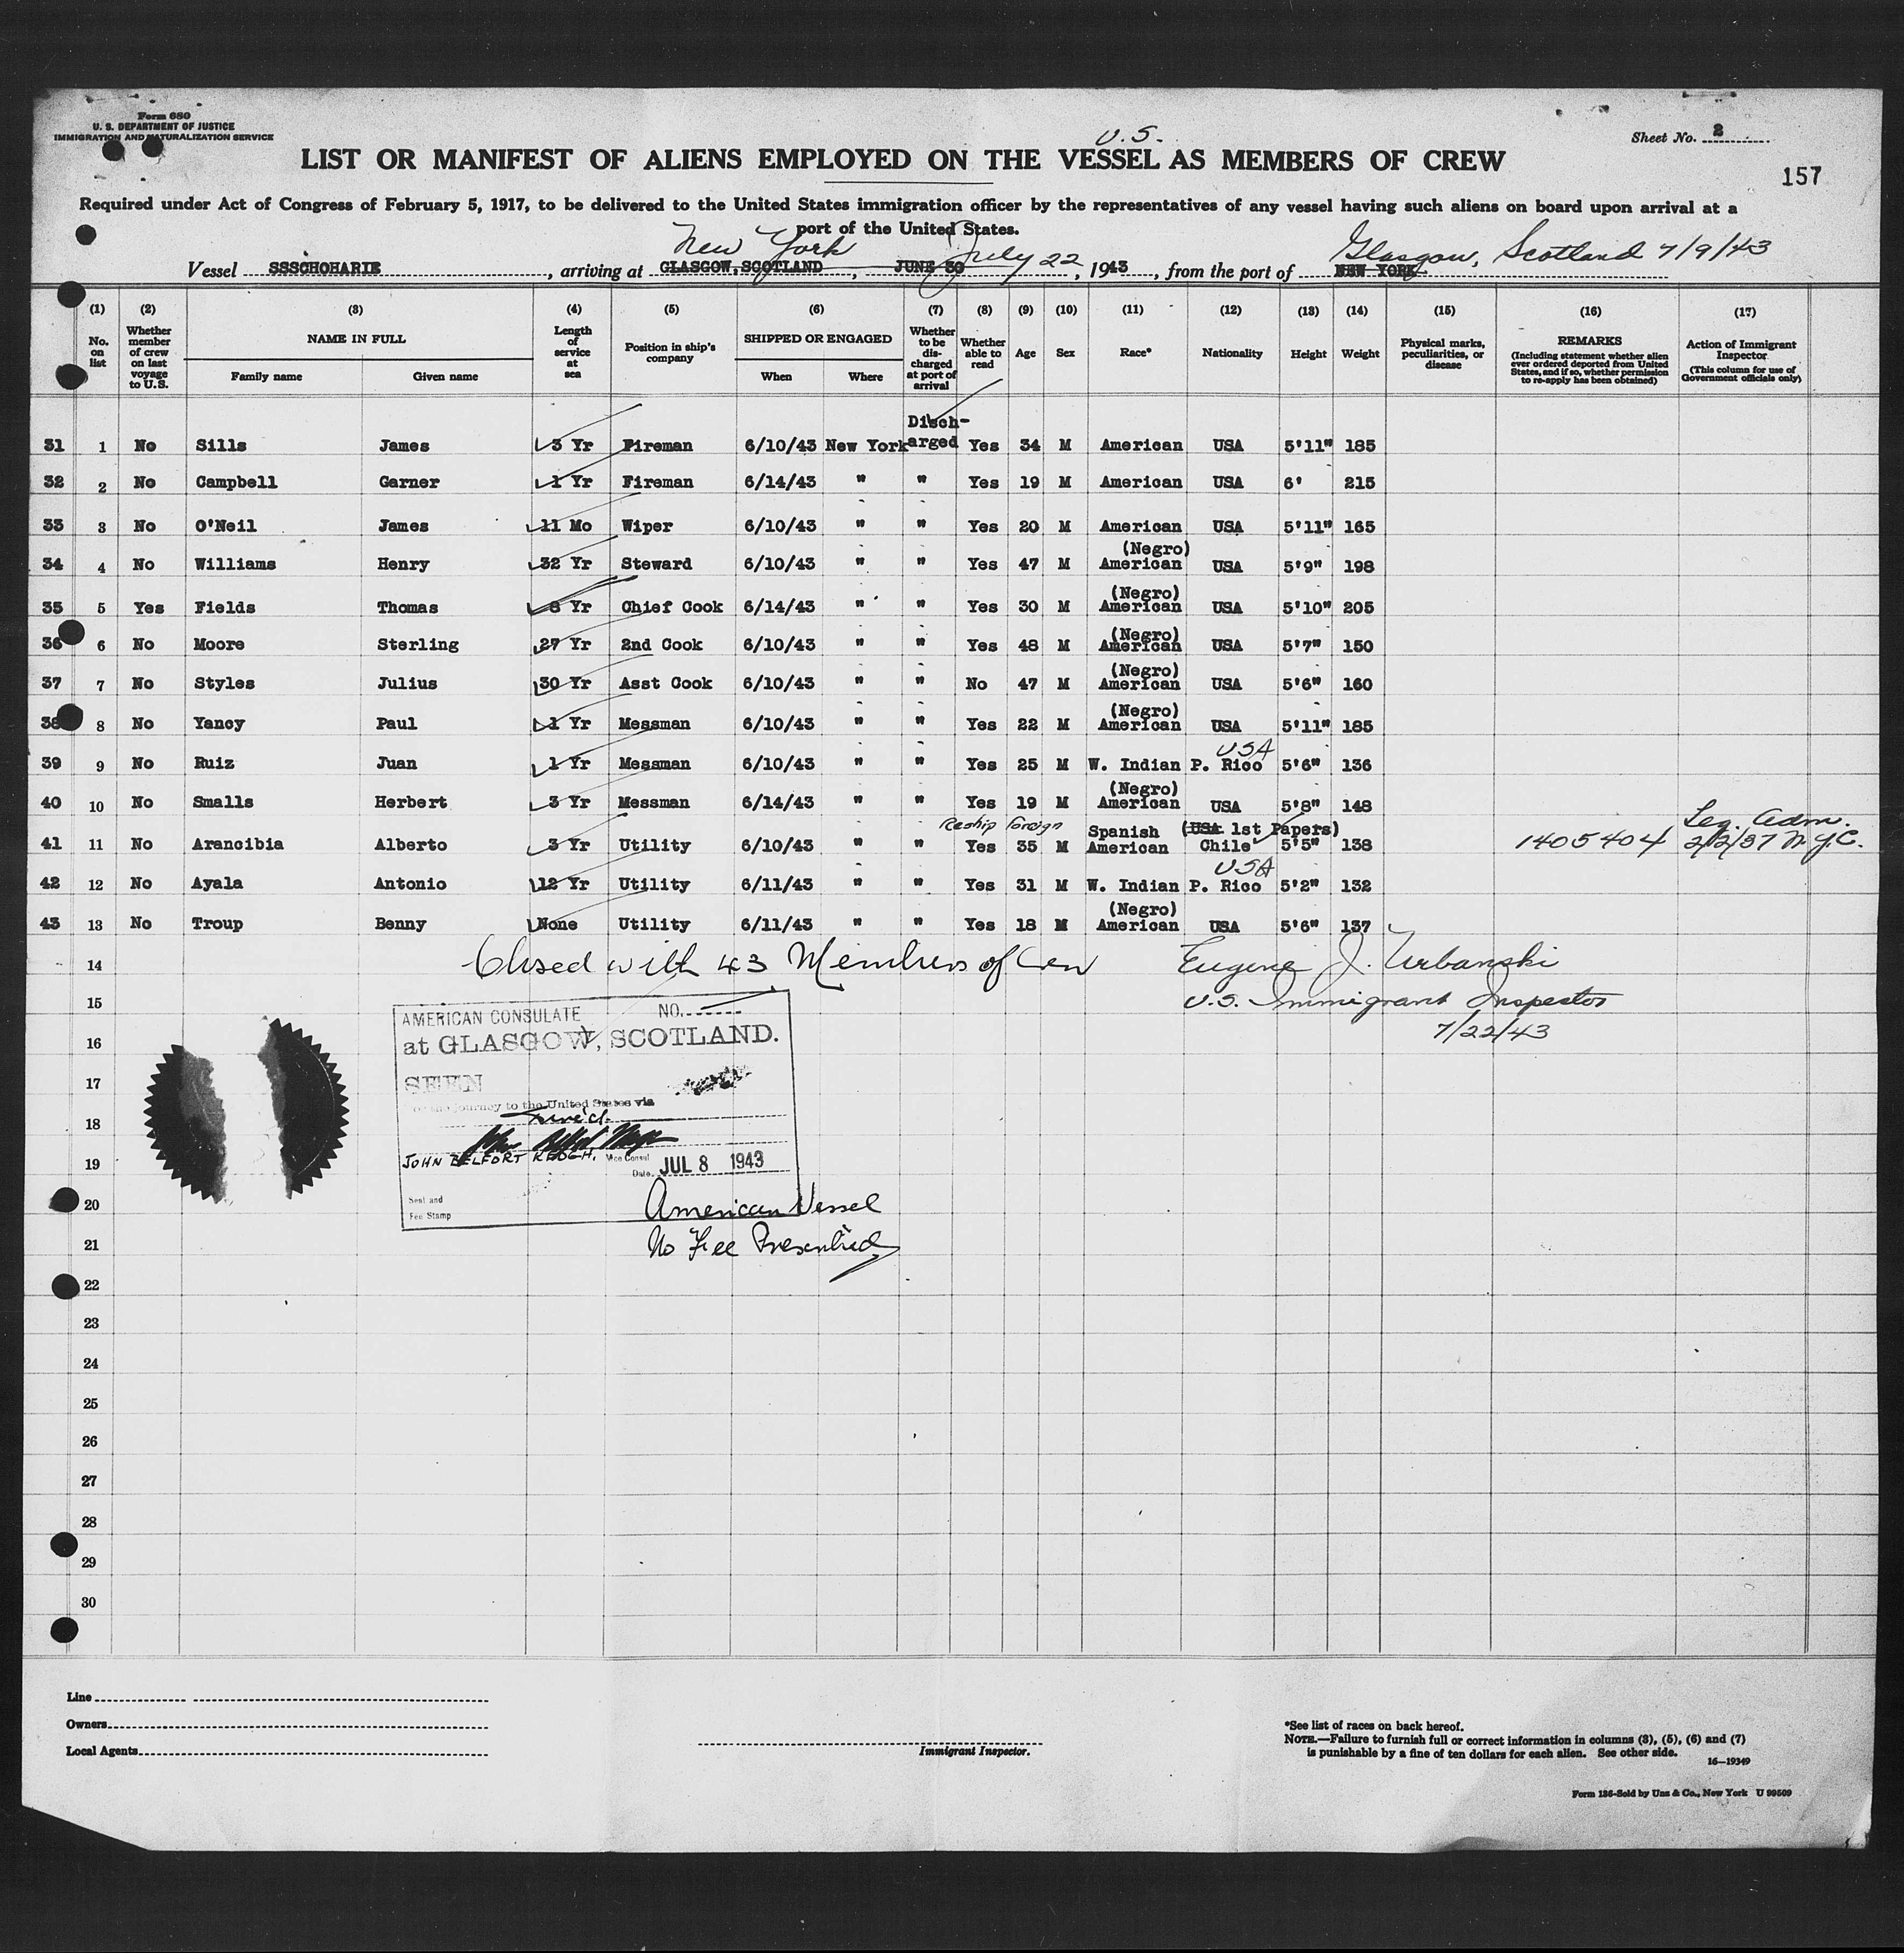 Form 680
U. S. DEPARTMENT OF JUSTICE
IMMIGRATION AND NATURALIZATION SERVICE
Sheet No. 2
U.S.
LIST OR MANIFEST OF ALIENS EMPLOYED ON THE VESSEL AS MEMBERS OF CREW
157
Required under Act of Congress of February 5, 1917, to be delivered to the United States immigration officer by the representatives of any vessel having such aliens on board upon arrival at a
port of the United States.
New York July 22 Glasgow, Scotland 7/9/43
Vessel SSSCHOHARIE, arriving at GLASGOW, SCOTLAND, JUNE 30, 1943, from the port of NEW YORK
(1) (2) (3) (4) (5) (6) (7) (8) (9) (10) (11) (12) (13) (14) (15) (16) (17)
No. on list
Whether member of crew on last voyage to U.S.
NAME IN FULL
Family name Given name
Length of service at sea
Position in ship's company
SHIPPED OR ENGAGED
When Where
Whether to be discharged at port of arrival
Whether able to read
Age
Sex
Race*
Nationality
Height
Weight
Physical marks, peculiarities, or disease
REMARKS
(Including statement whether alien ever ordered deported from United States, and if so, whether permission to re-apply has been obtained)
Action of Immigrant Inspector
(This column for use of Government officials only)
Disch-
31 1 No Sills James 3 Yr Fireman 6/10/43 New York arged Yes 34 M American USA 5'11" 185
32 2 No Campbell Garner 1 Yr Fireman 6/14/43 " " Yes 19 M American USA 6' 215
33 3 No O'Neil James 11 Mo Wiper 6/10/43 " " Yes 20 M American USA 5'11" 165
(Negro)
34 4 No Williams Henry 32 Yr Steward 6/10/43 " " Yes 47 M American USA 5'9" 198
(Negro)
35 5 Yes Fields Thomas 8 Yr Chief Cook 6/14/43 " " Yes 30 M American USA 5'10" 205
(Negro)
36 6 No Moore Sterling 27 Yr 2nd Cook 6/10/43 " " Yes 48 M American USA 5'7" 150
(Negro)
37 7 No Styles Julius 30 Yr Asst Cook 6/10/43 " " No 47 M American USA 5'6" 160
(Negro)
38 8 No Yancy Paul 1 Yr Messman 6/10/43 " " Yes 22 M American USA 5'11" 185
USA
39 9 No Ruiz Juan 1 Yr Messman 6/10/43 " " Yes 25 M W. Indian P. Rico 5'6" 136
(Negro)
40 10 No Smalls Herbert 3 Yr Messman 6/14/43 " " Yes 19 M American USA 5'8" 148
Reship foreign Spanish (USA 1st Papers) Leg. Adm.
41 11 No Arancibia Alberto 3 Yr Utility 6/10/43 " " Yes 35 M American Chile 5'5" 138 1405404 2/2/37 N.Y.C.
USA
42 12 No Ayala Antonio 12 Yr Utility 6/11/43 " " Yes 31 M W. Indian P. Rico 5'2" 132
(Negro)
43 13 No Troup Benny None Utility 6/11/43 " " Yes 18 M American USA 5'6" 137
14 Closed with 43 Members of Crew Eugene J. Urbanski
15 U.S. Immigrant Inspector
7/22/43
AMERICAN CONSULATE NO.
at GLASGOW, SCOTLAND.
16
SEEN
17
for the journey to the United States via
18
JOHN BELFORT KEOGH. Vice Consul
19
Date JUL 8 1943
Seal and
Fee Stamp
20 American Vessel
21 No Fee Prescribed
22
23
24
25
26
27
28
29
30
Line
Owners
Local Agents
Immigrant Inspector.
*See list of races on back hereof.
NOTE.—Failure to furnish full or correct information in columns (3), (5), (6) and (7)
is punishable by a fine of ten dollars for each alien. See other side.
16—19349
Form 136-Sold by Unz & Co., New York U 99509